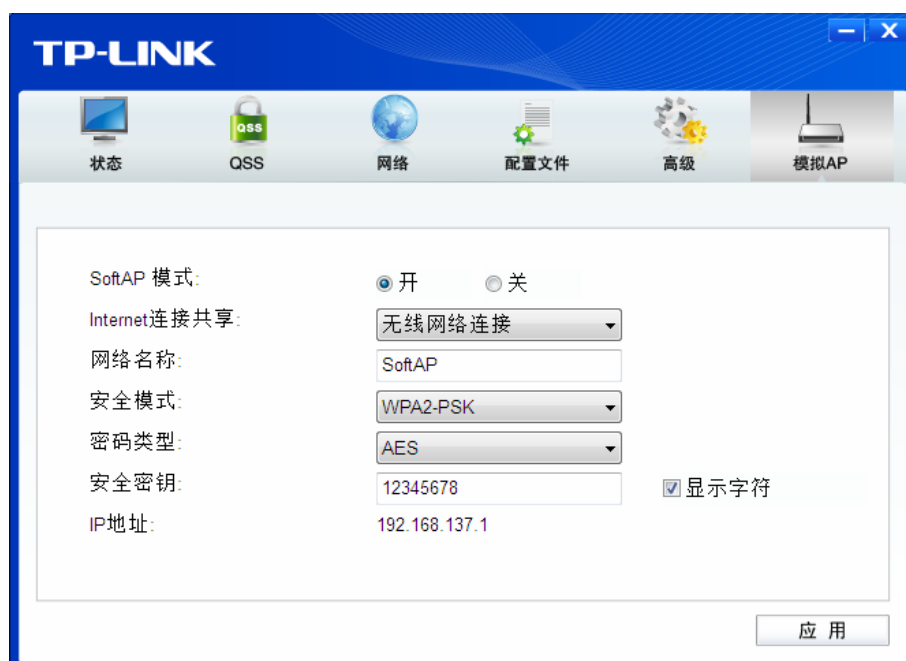 TP-LINK
QSS
状态
QSS
网络
配置文件
高级
模拟AP
SoftAP 模式: 开 关
Internet连接共享: 无线网络连接
网络名称: SoftAP
安全模式: WPA2-PSK
密码类型: AES
安全密钥: 12345678 显示字符
IP地址: 192.168.137.1
应 用